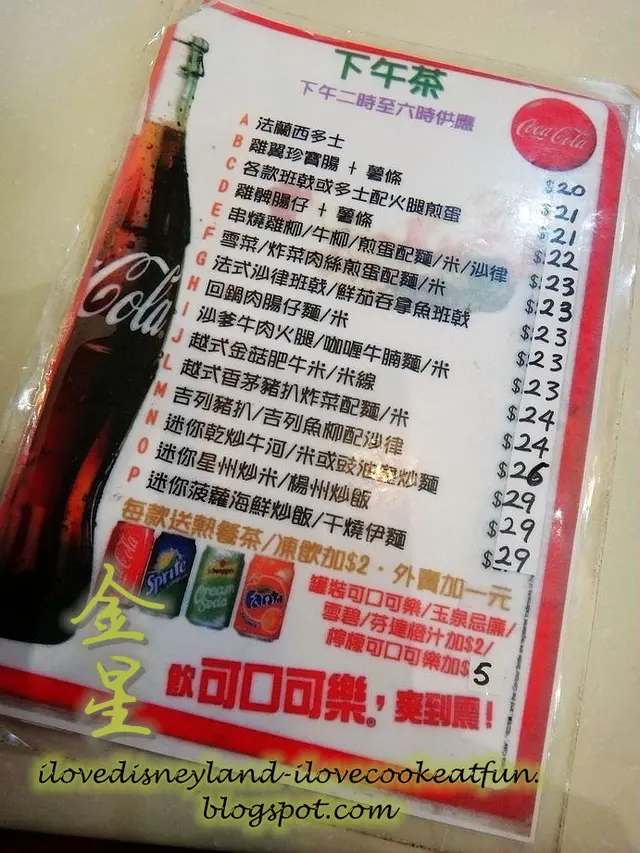 下午茶
下午二時至六時供應
Coca-Cola
A 法蘭西多士 $20
B 雞翼珍寶腸 + 薯條 $21
C 各款班戟或多士配火腿煎蛋 $21
D 雞髀腸仔 + 薯條 $22
E 串燒雞柳/牛柳/煎蛋配麵/米/沙律 $23
F 雪菜/炸菜肉絲煎蛋配麵/米 $23
G 法式沙律班戟/鮮茄吞拿魚班戟 $23
H 回鍋肉腸仔麵/米 $23
I 沙爹牛肉火腿/咖喱牛腩麵/米 $23
J 越式金菇肥牛米/米線 $24
L 越式香茅豬扒炸菜配麵/米 $24
M 吉列豬扒/吉列魚柳配沙律 $26
N 迷你乾炒牛河/米或豉油皇炒麵 $29
O 迷你星州炒米/楊州炒飯 $29
P 迷你菠蘿海鮮炒飯/干燒伊麵 $29
每款送熱餐茶/凍飲加$2·外賣加一元
罐裝可口可樂/玉泉忌廉/
雪碧/芬達橙汁加$2/
檸檬可口可樂加$5
Cola
Cola
Sprite
Cream
Soda
Fanta
飲可口可樂®,爽到震!
金星
ilovedisneyland-ilovecookeatfun.
blogspot.com